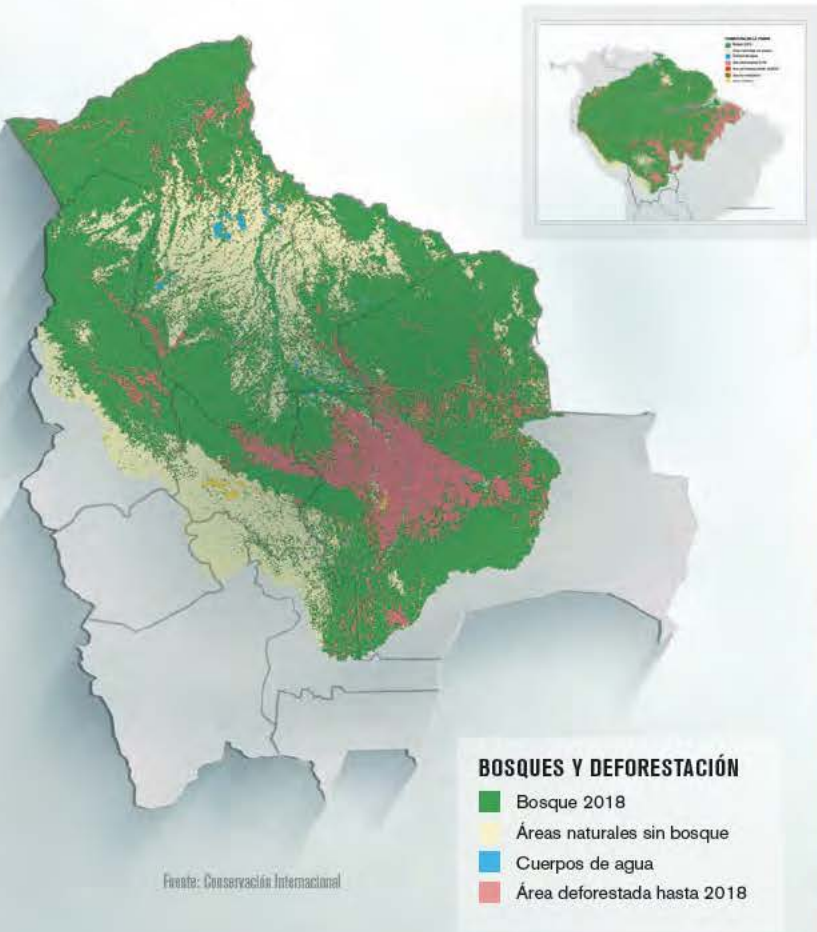 BOSQUES Y DEFORESTACIÓN
Bosque 2018
Áreas naturales sin bosque
Cuerpos de agua
Área deforestada hasta 2018
Fuente: Conservación Internacional